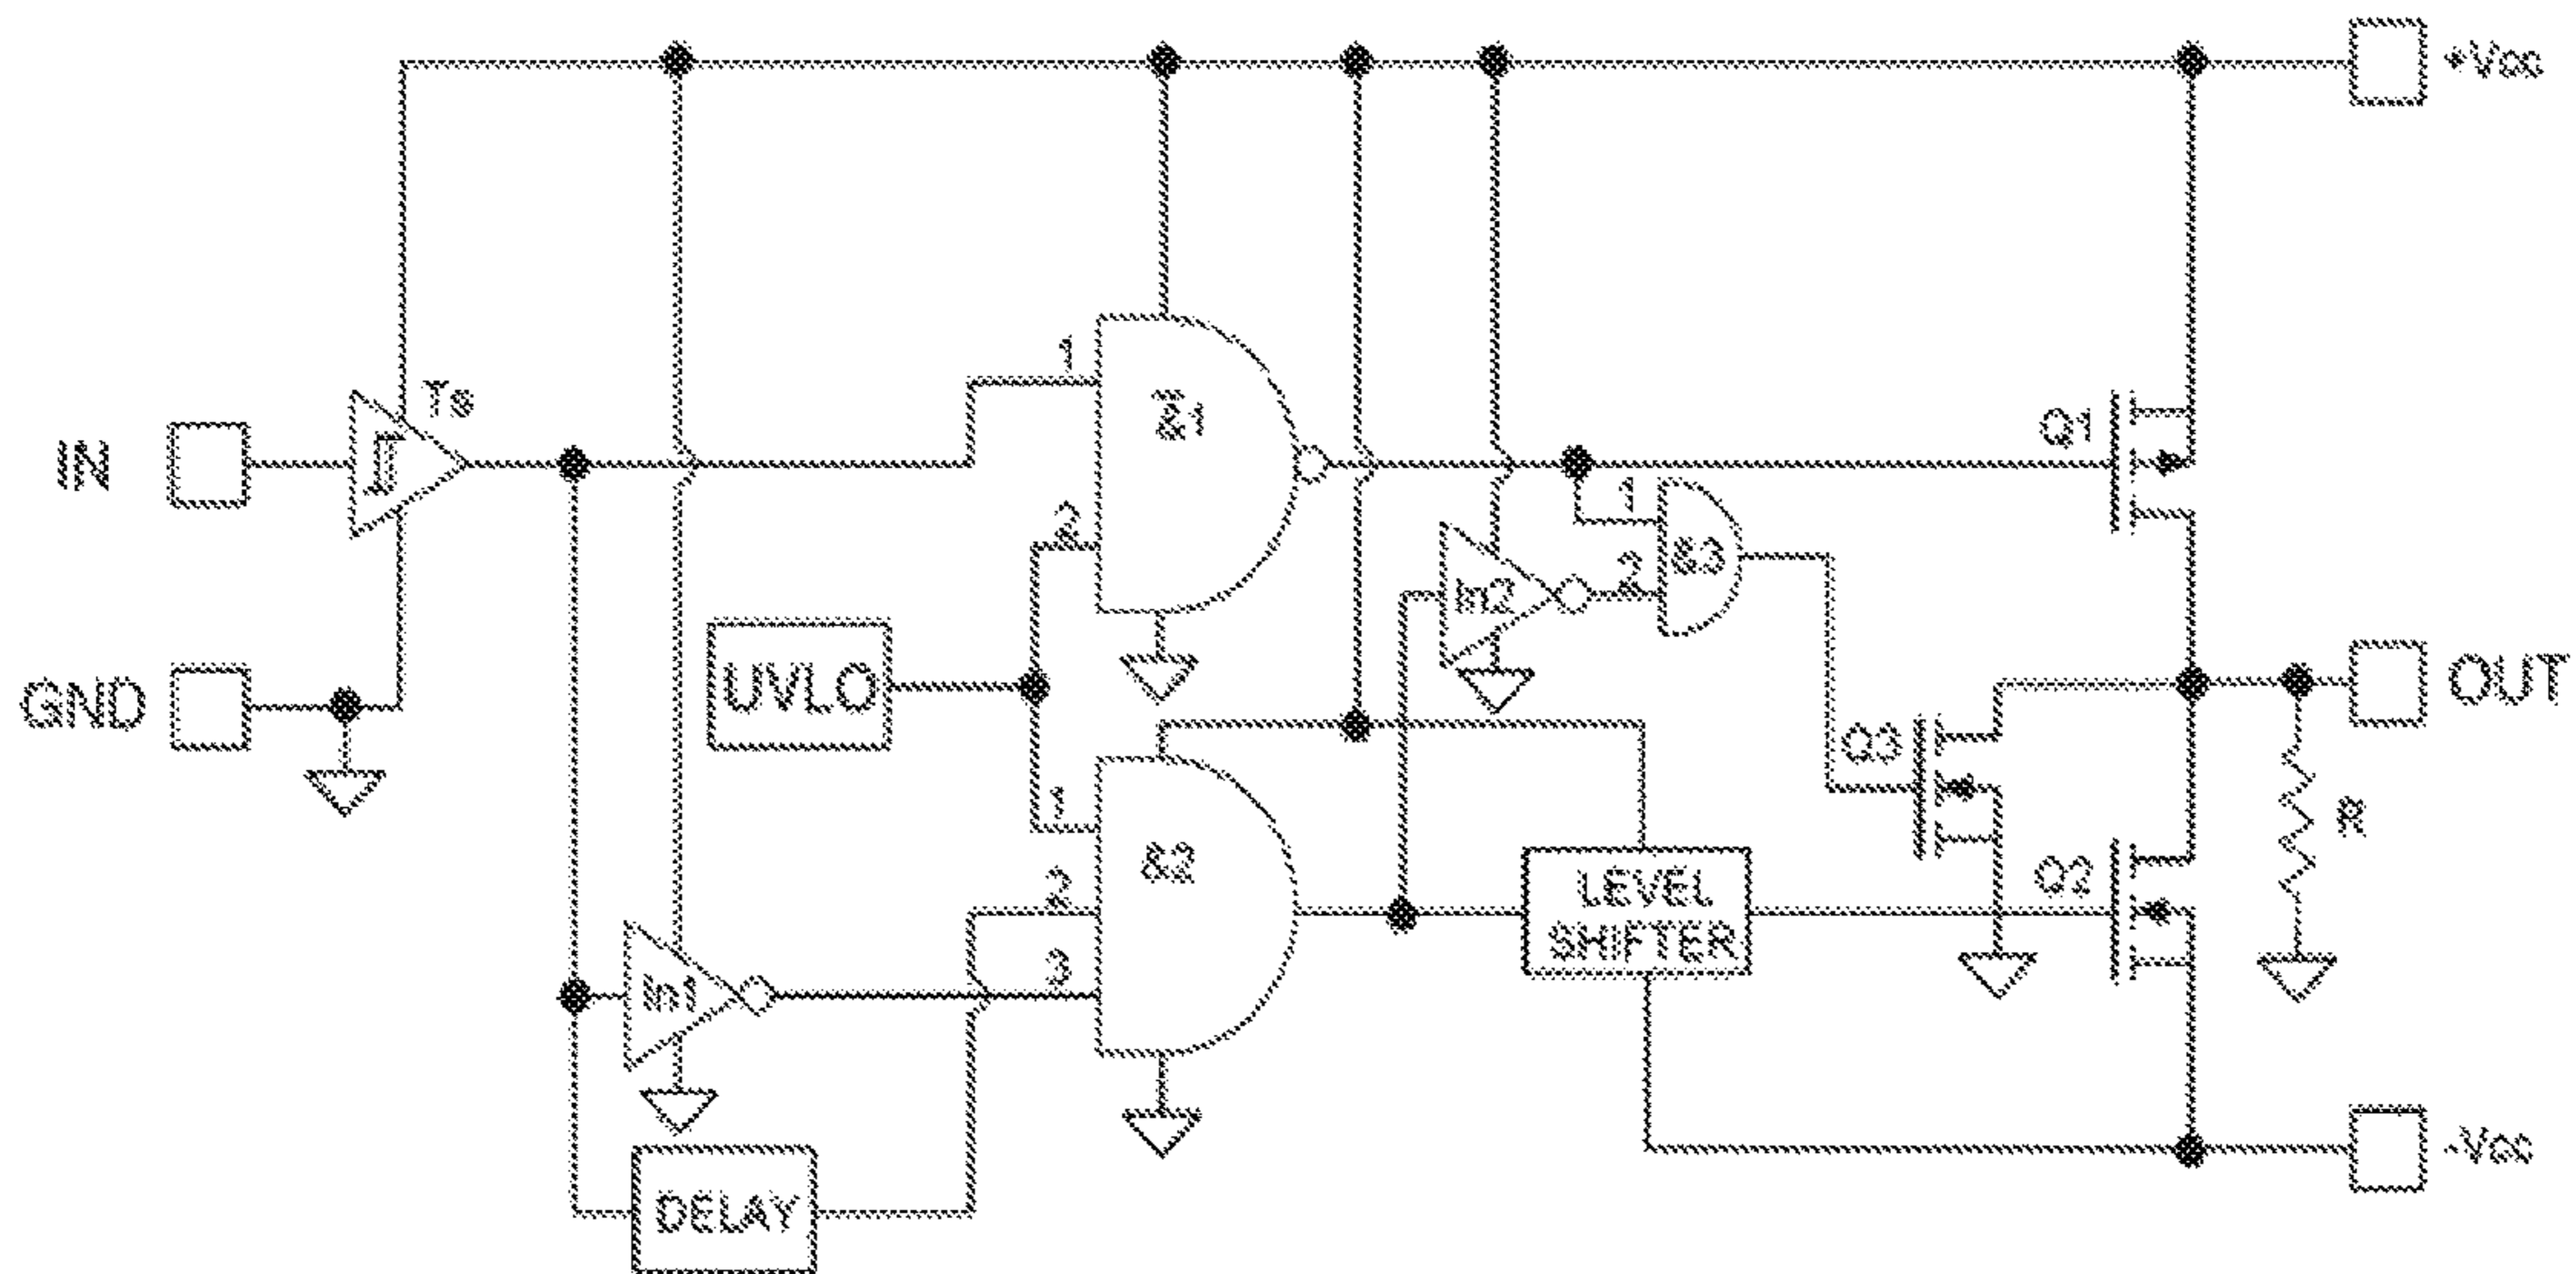 +Vcc
1
Ts
&̅1
Q1
IN
1
2
&3
2
In2
UVLO
GND
OUT
Q3
1
R
&2
2
LEVEL
SHIFTER
Q2
3
In1
-Vcc
DELAY